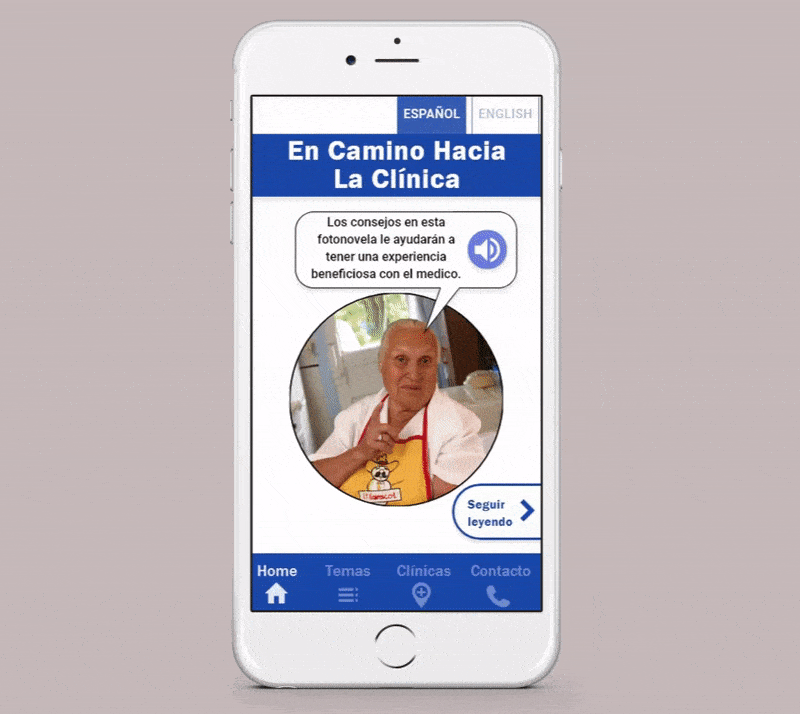 ESPAÑOL
ENGLISH
En Camino Hacia
La Clínica
Los consejos en esta
fotonovela le ayudarán a
tener una experiencia
beneficiosa con el medico.
Seguir
leyendo
Home
Temas
Clínicas
Contacto